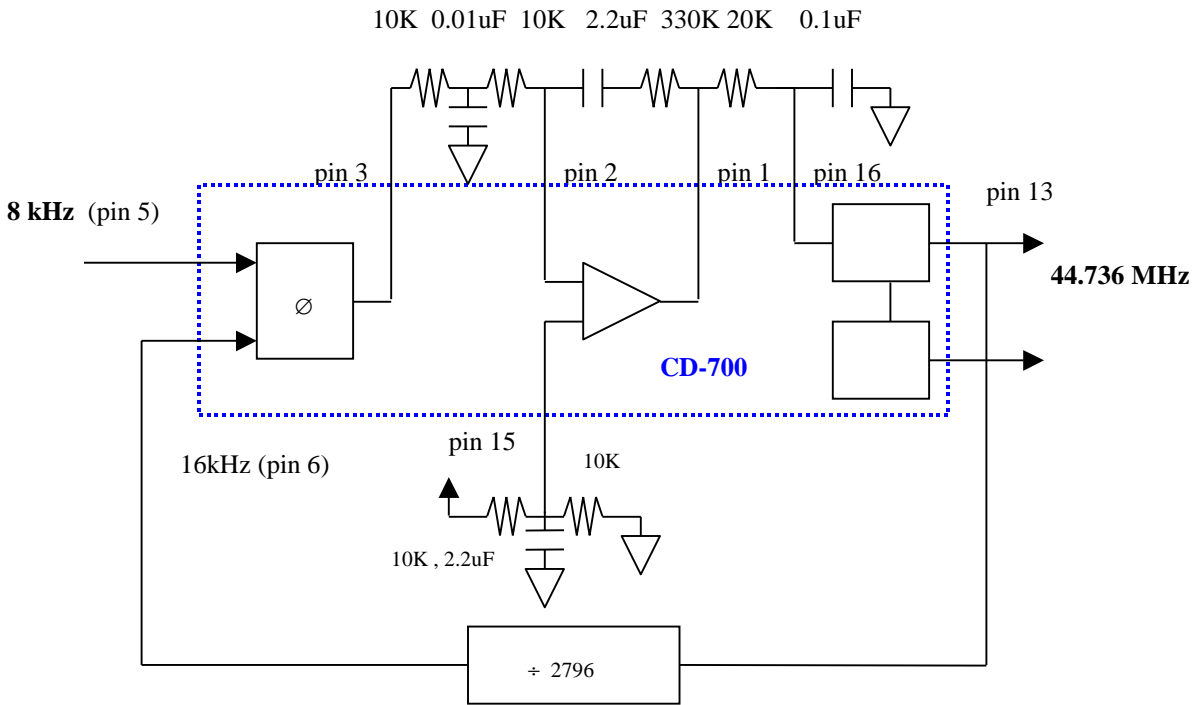 10K 0.01uF 10K 2.2uF 330K 20K 0.1uF
pin 3
pin 2
pin 1
pin 16
pin 13
8 kHz (pin 5)
44.736 MHz
∅
CD-700
pin 15
16kHz (pin 6)
10K
10K , 2.2uF
÷ 2796